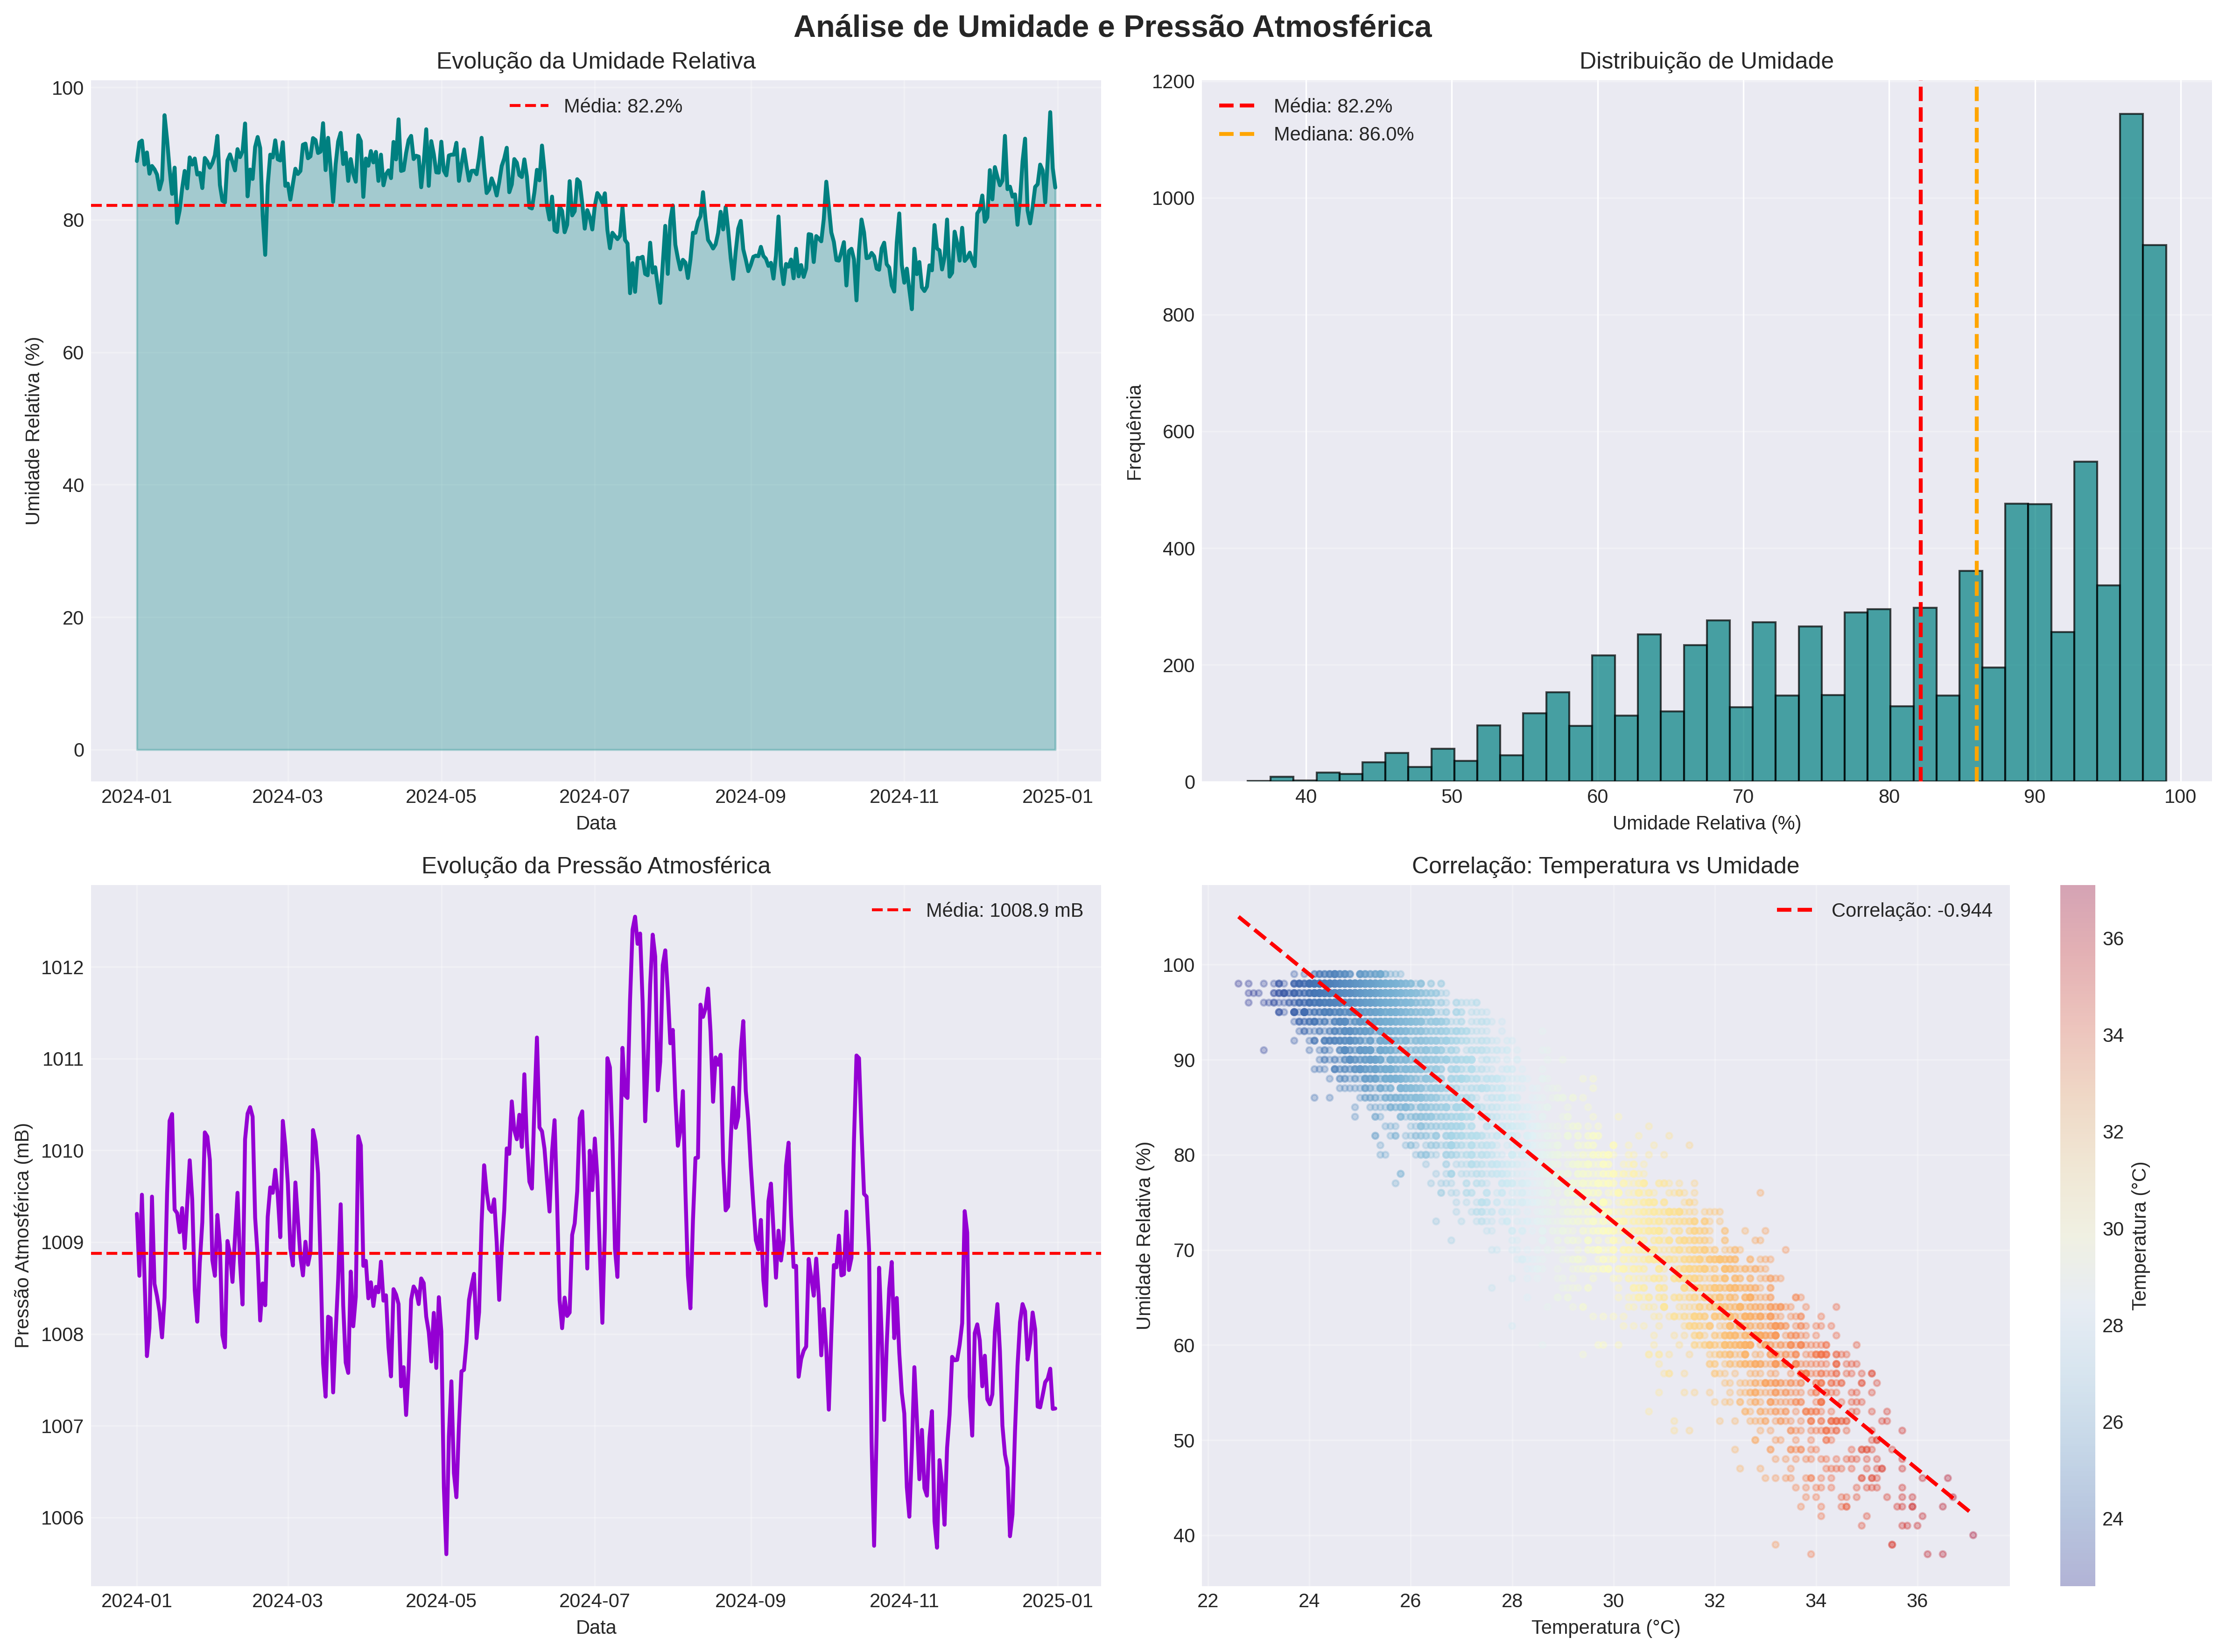 Análise de Umidade e Pressão Atmosférica
Evolução da Umidade Relativa
Média: 82.2%
Umidade Relativa (%)
100
80
60
40
20
0
2024-01 2024-03 2024-05 2024-07 2024-09 2024-11 2025-01
Data
Distribuição de Umidade
Média: 82.2%
Mediana: 86.0%
Frequência
1200
1000
800
600
400
200
0
40 50 60 70 80 90 100
Umidade Relativa (%)
Evolução da Pressão Atmosférica
Média: 1008.9 mB
Pressão Atmosférica (mB)
1012
1011
1010
1009
1008
1007
1006
2024-01 2024-03 2024-05 2024-07 2024-09 2024-11 2025-01
Data
Correlação: Temperatura vs Umidade
Correlação: -0.944
Umidade Relativa (%)
100
90
80
70
60
50
40
22 24 26 28 30 32 34 36
Temperatura (°C)
36
34
32
30
28
26
24
Temperatura (°C)